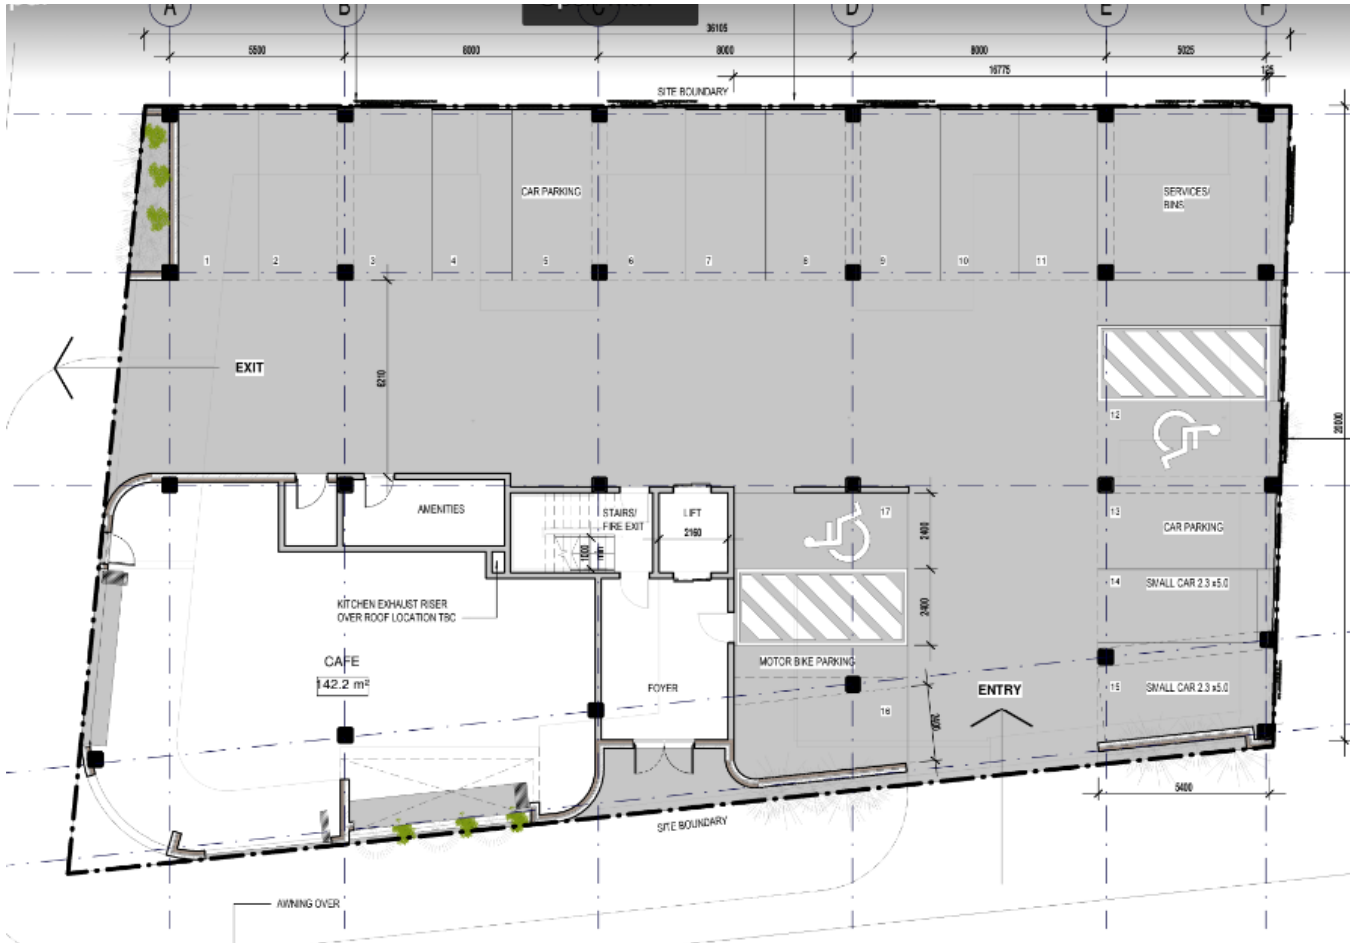 A B C D E F
36105
5500 8000 8000 8000 5025
16775 125
SITE BOUNDARY
CAR PARKING
SERVICES/
BINS
1 2 3 4 5 6 7 8 9 10 11
EXIT
6210
12
20000
AMENITIES
STAIRS/
FIRE EXIT
LIFT
2160
1000
min
17
2400
13
CAR PARKING
14
SMALL CAR 2.3 x5.0
KITCHEN EXHAUST RISER
OVER ROOF LOCATION TBC
2400
CAFE
142.2 m²
MOTOR BIKE PARKING
FOYER
16
ENTRY
15
SMALL CAR 2.3 x5.0
5400
SITE BOUNDARY
AWNING OVER